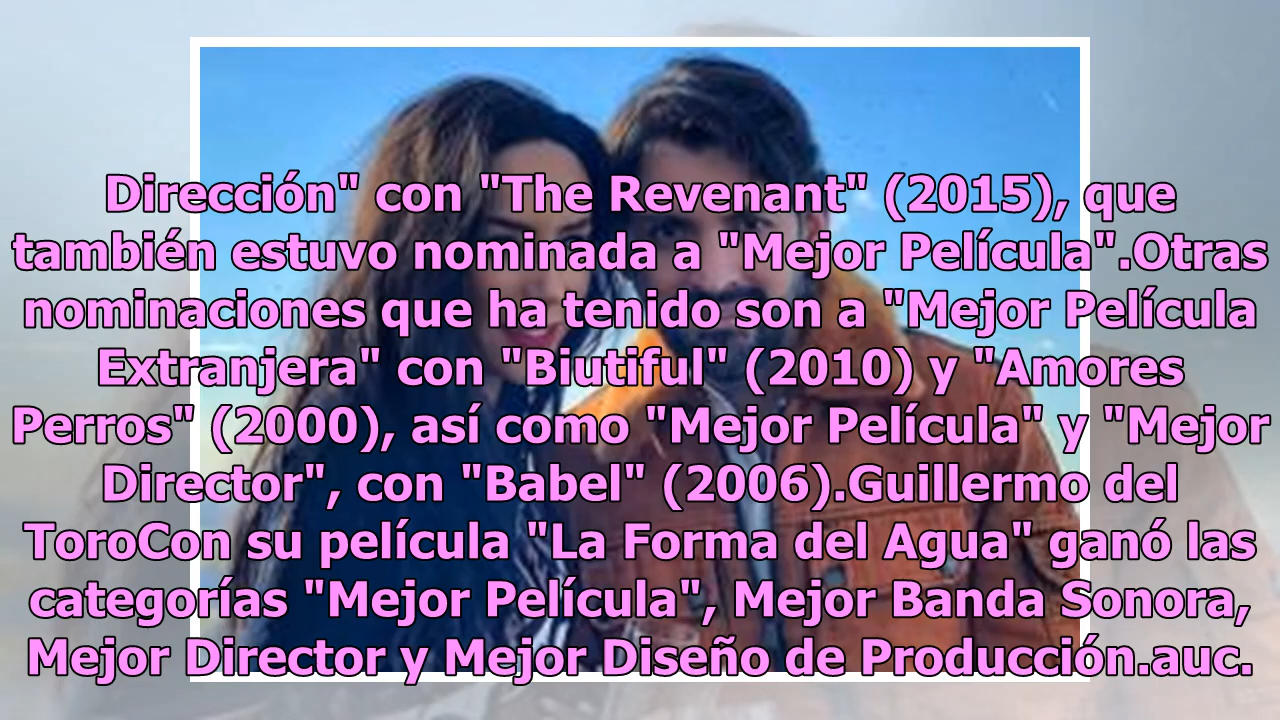 Dirección" con "The Revenant" (2015), que
también estuvo nominada a "Mejor Película".Otras
nominaciones que ha tenido son a "Mejor Película
Extranjera" con "Biutiful" (2010) y "Amores
Perros" (2000), así como "Mejor Película" y "Mejor
Director", con "Babel" (2006).Guillermo del
ToroCon su película "La Forma del Agua" ganó las
categorías "Mejor Película", Mejor Banda Sonora,
Mejor Director y Mejor Diseño de Producción.auc.